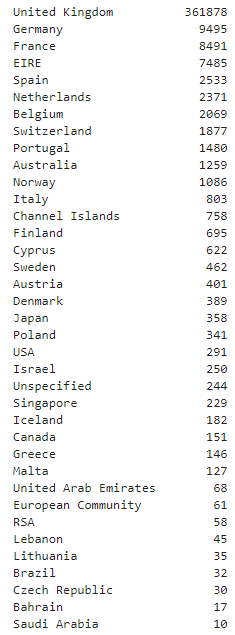 United Kingdom 361878
Germany 9495
France 8491
EIRE 7485
Spain 2533
Netherlands 2371
Belgium 2069
Switzerland 1877
Portugal 1480
Australia 1259
Norway 1086
Italy 803
Channel Islands 758
Finland 695
Cyprus 622
Sweden 462
Austria 401
Denmark 389
Japan 358
Poland 341
USA 291
Israel 250
Unspecified 244
Singapore 229
Iceland 182
Canada 151
Greece 146
Malta 127
United Arab Emirates 68
European Community 61
RSA 58
Lebanon 45
Lithuania 35
Brazil 32
Czech Republic 30
Bahrain 17
Saudi Arabia 10